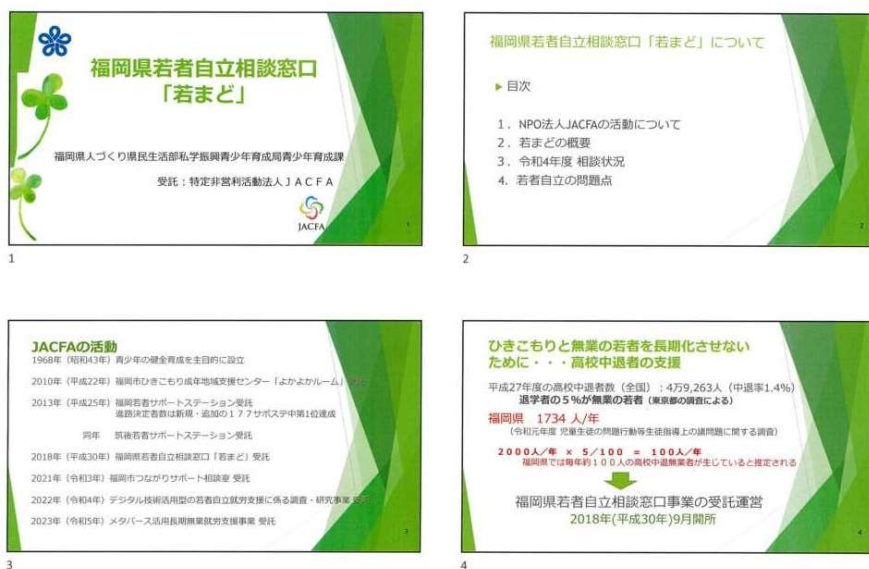 福岡県若者自立相談窓口
「若まど」
福岡県人づくり県民生活部私学振興青少年育成局青少年育成課
受託：特定非営利活動法人ＪＡＣＦＡ
JACFA
1
1
福岡県若者自立相談窓口「若まど」について
▶目次
1．NPO法人JACFAの活動について
2．若まどの概要
3．令和4年度 相談状況
4．若者自立の問題点
2
2
JACFAの活動
1968年（昭和43年）青少年の健全育成を主目的に設立
2010年（平成22年）福岡市ひきこもり成年地域支援センター「よかよかルーム」受託
2013年（平成25年）福岡若者サポートステーション受託
進路決定者数は新規・追加の１７７サポステ中第1位達成
同年 筑後若者サポートステーション受託
2018年（平成30年）福岡県若者自立相談窓口「若まど」受託
2021年（令和3年）福岡市つながりサポート相談室 受託
2022年（令和4年）デジタル技術活用型の若者自立就労支援に係る調査・研究事業 受託
2023年（令和5年）メタバース活用長期無業就労支援事業 受託
3
3
ひきこもりと無業の若者を長期化させない
ために・・・高校中退者の支援
平成27年度の高校中退者数（全国）：4万9,263人（中退率1.4%）
退学者の５％が無業の若者（東京都の調査による）
福岡県 1734 人/年
（令和元年度 児童生徒の問題行動等生徒指導上の諸問題に関する調査）
２０００人/年 × ５/１００ ＝ １００人/年
福岡県では毎年約１００人の高校中退無業者が生じていると推定される
福岡県若者自立相談窓口事業の受託運営
2018年(平成30年)9月開所
4
4